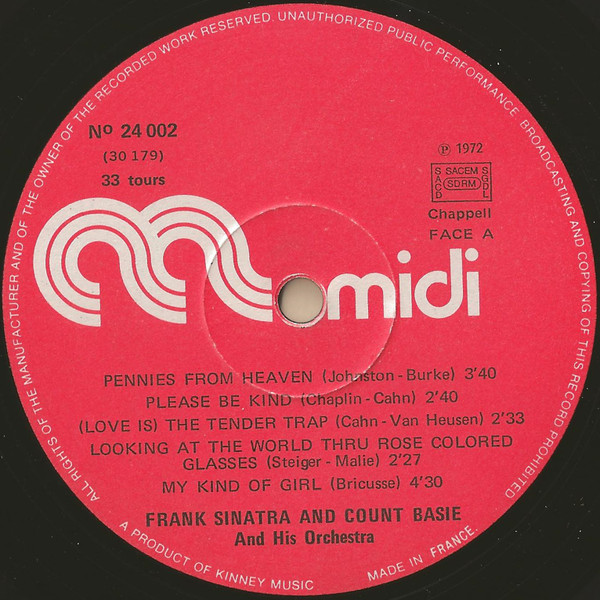 ALL RIGHTS OF THE MANUFACTURER AND OF THE OWNER OF THE RECORDED WORK RESERVED. UNAUTHORIZED PUBLIC PERFORMANCE BROADCASTING AND COPYING OF THIS RECORD PROHIBITED
Nº 24 002
(30 179)
33 tours
℗ 1972
SACD SACEM SDRM SGDL
Chappell
FACE A
midi
PENNIES FROM HEAVEN (Johnston - Burke) 3'40
PLEASE BE KIND (Chaplin - Cahn) 2'40
(LOVE IS) THE TENDER TRAP (Cahn - Van Heusen) 2'33
LOOKING AT THE WORLD THRU ROSE COLORED
GLASSES (Steiger - Malie) 2'27
MY KIND OF GIRL (Bricusse) 4'30
FRANK SINATRA AND COUNT BASIE
And His Orchestra
A PRODUCT OF KINNEY MUSIC
MADE IN FRANCE.